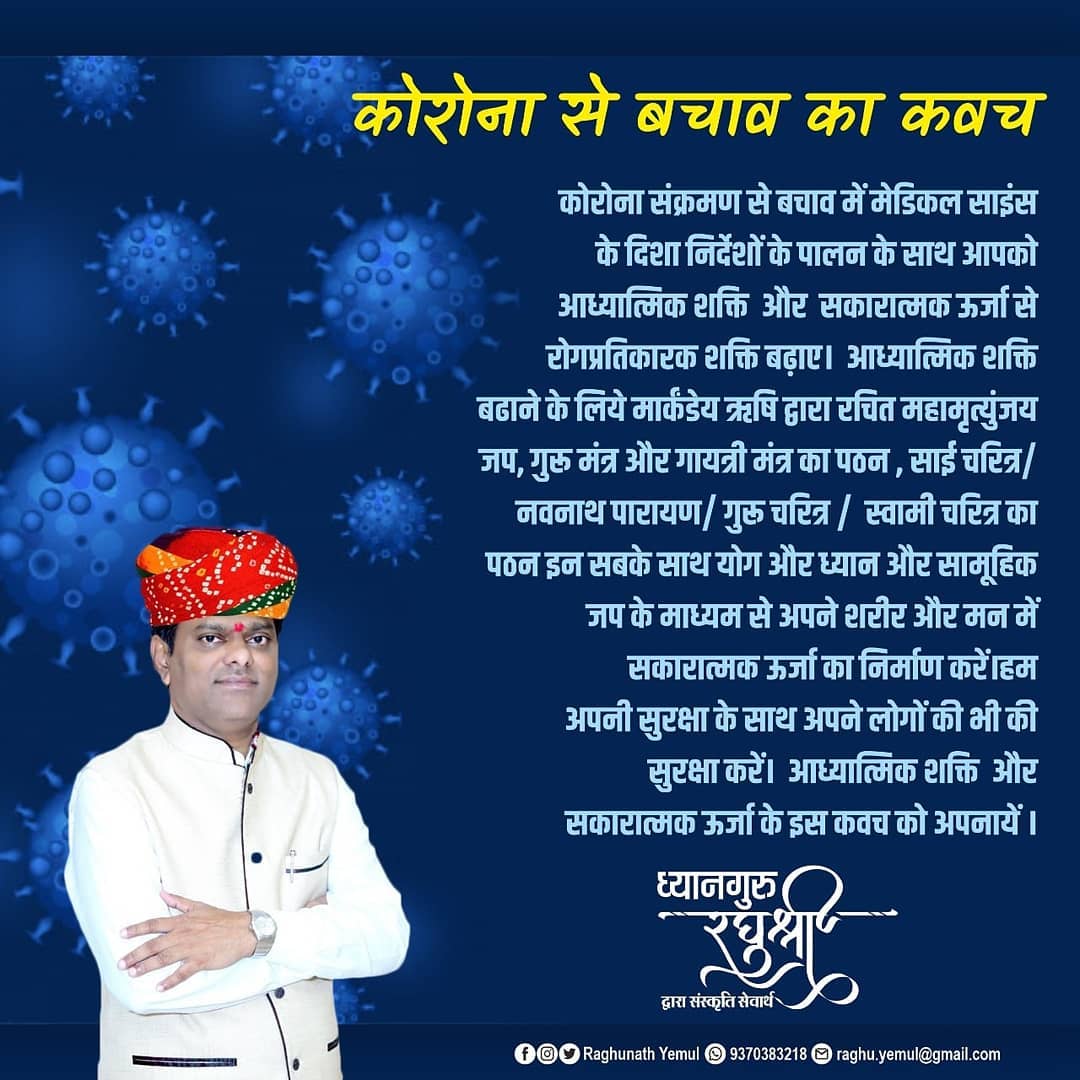 कोरोना से बचाव का कवच
कोरोना संक्रमण से बचाव में मेडिकल साइंस
के दिशा निर्देशों के पालन के साथ आपको
आध्यात्मिक शक्ति और सकारात्मक ऊर्जा से
रोगप्रतिकारक शक्ति बढ़ाए। आध्यात्मिक शक्ति
बढाने के लिये मार्कंडेय ऋषि द्वारा रचित महामृत्युंजय
जप, गुरू मंत्र और गायत्री मंत्र का पठन , साई चरित्र/
नवनाथ पारायण/ गुरू चरित्र / स्वामी चरित्र का
पठन इन सबके साथ योग और ध्यान और सामूहिक
जप के माध्यम से अपने शरीर और मन में
सकारात्मक ऊर्जा का निर्माण करें।हम
अपनी सुरक्षा के साथ अपने लोगों की भी की
सुरक्षा करें। आध्यात्मिक शक्ति और
सकारात्मक ऊर्जा के इस कवच को अपनायें ।
ध्यानगुरु
रघुश्री
द्वारा संस्कृति सेवार्थ
Raghunath Yemul 9370383218 raghu.yemul@gmail.com